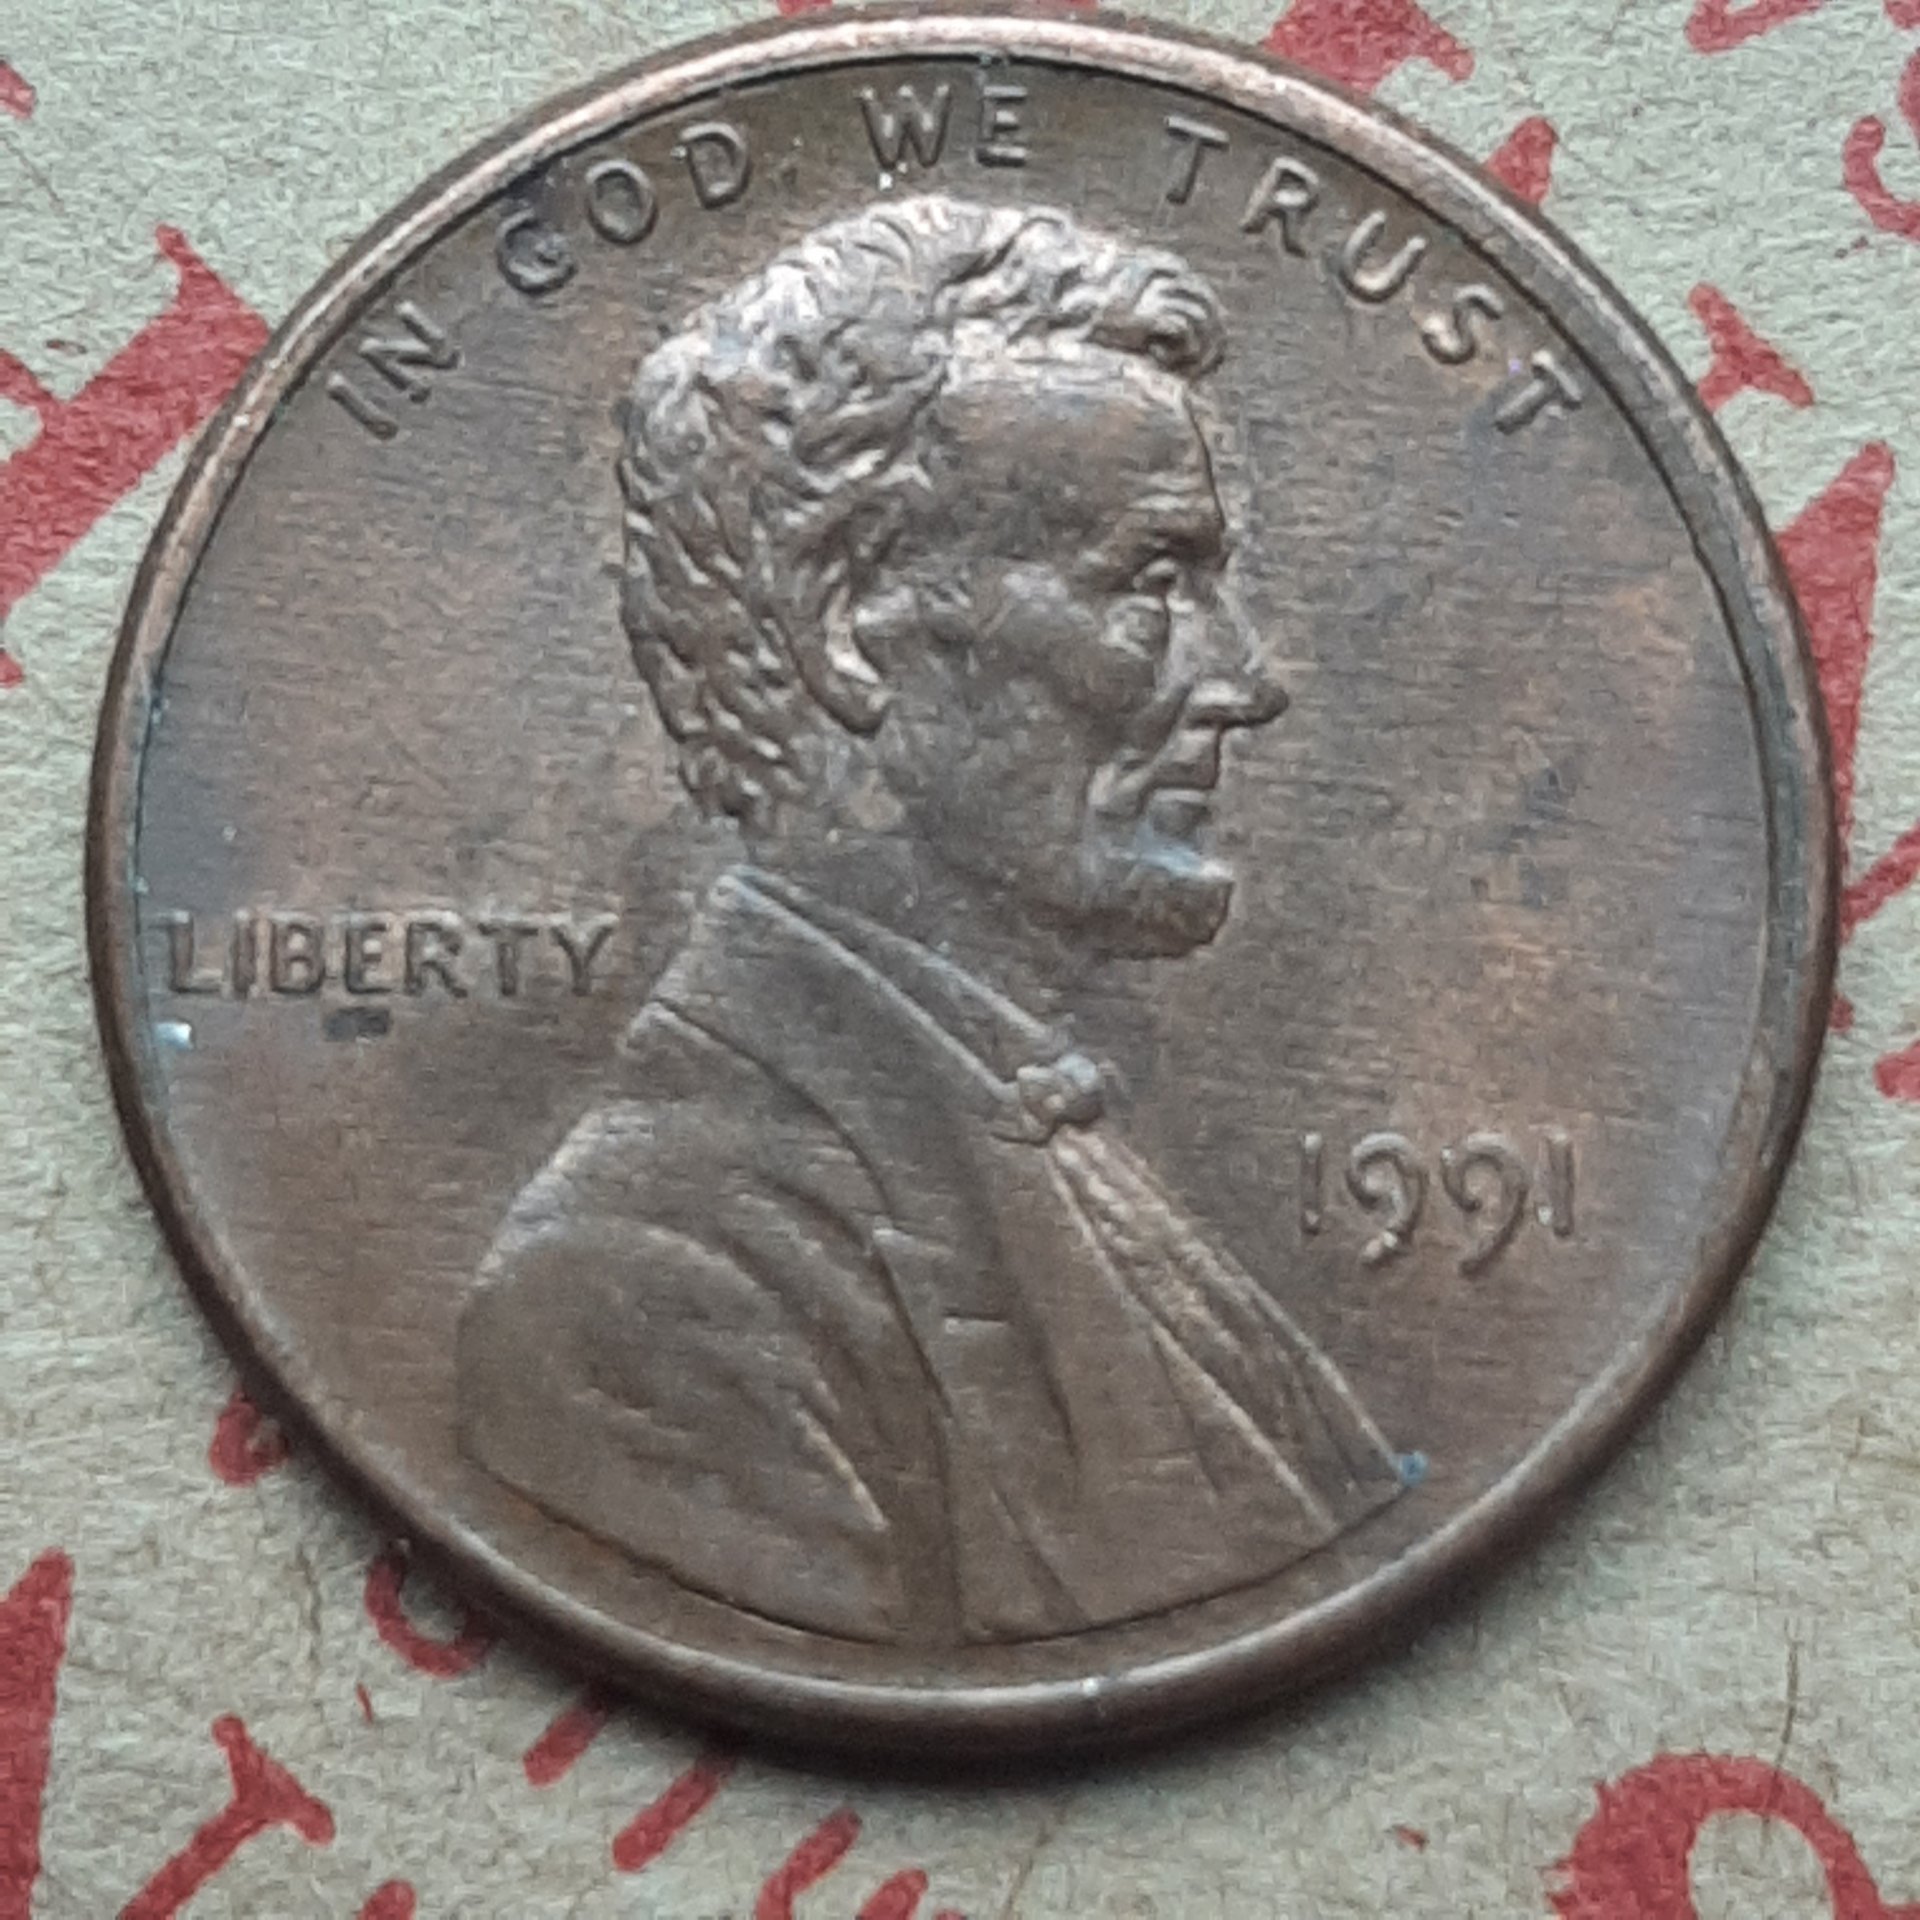 IN GOD WE TRUST
LIBERTY
1991